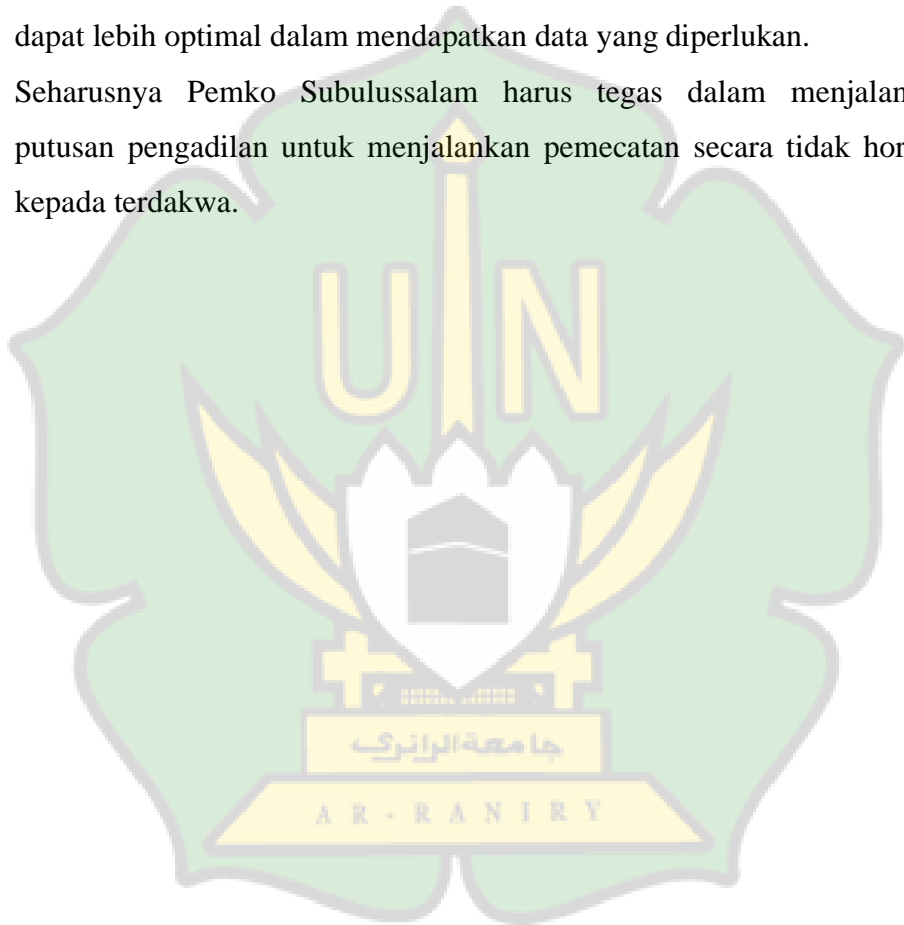 dapat lebih optimal dalam mendapatkan data yang diperlukan.
Seharusnya Pemko Subulussalam harus tegas dalam menjalan
putusan pengadilan untuk menjalankan pemecatan secara tidak hor
kepada terdakwa.
UIN
جامعة الرانري
AR-RANIRY